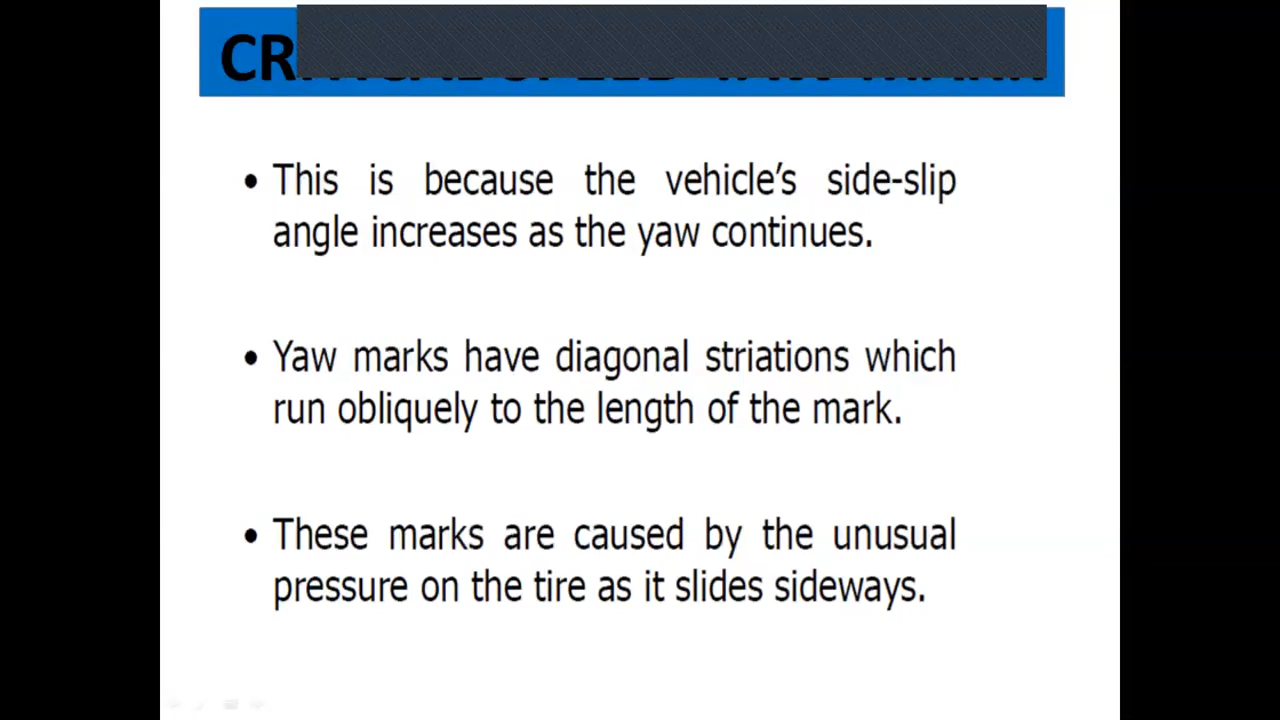 CR
This is because the vehicle’s side-slip
angle increases as the yaw continues.
Yaw marks have diagonal striations which
run obliquely to the length of the mark.
These marks are caused by the unusual
pressure on the tire as it slides sideways.